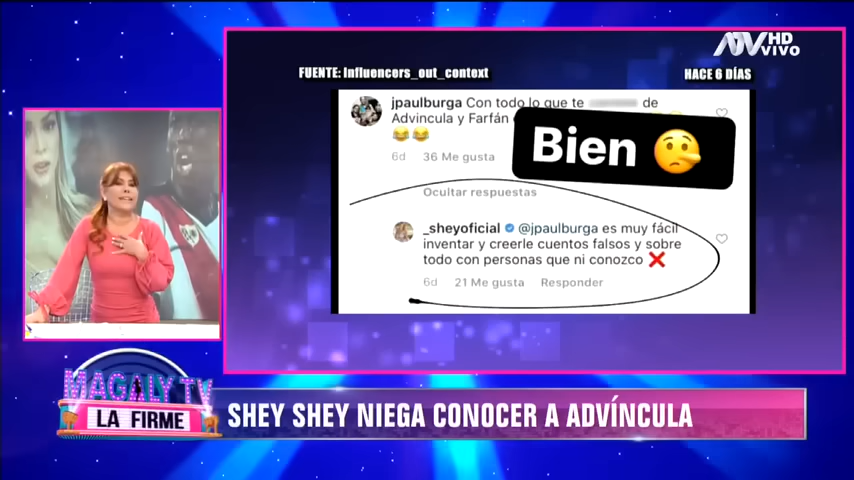 ATV HD
VIVO
FUENTE: Influencers_out_context
HACE 6 DÍAS
jpaulburga Con todo lo que te de
Advincula y Farfán
6d 36 Me gusta
Bien
Ocultar respuestas
_sheyoficial @jpaulburga es muy fácil
inventar y creerle cuentos falsos y sobre
todo con personas que ni conozco
6d 21 Me gusta Responder
MAGALY TV
LA FIRME
SHEY SHEY NIEGA CONOCER A ADVÍNCULA